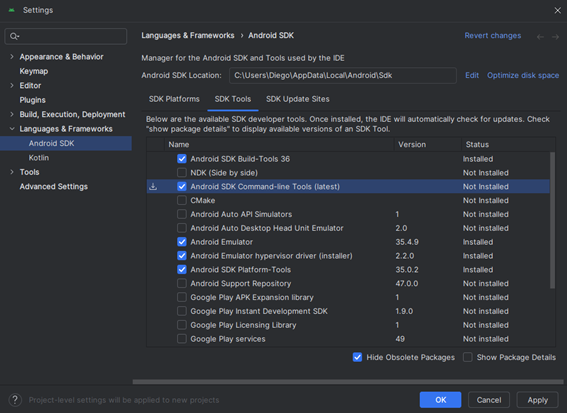 Settings
Languages & Frameworks > Android SDK
Revert changes
Appearance & Behavior
Keymap
Editor
Plugins
Build, Execution, Deployment
Languages & Frameworks
Android SDK
Kotlin
Tools
Advanced Settings
Manager for the Android SDK and Tools used by the IDE
Android SDK Location: C:\Users\Diego\AppData\Local\Android\Sdk Edit Optimize disk space
SDK Platforms SDK Tools SDK Update Sites
Below are the available SDK developer tools. Once installed, the IDE will automatically check for updates. Check
"show package details" to display available versions of an SDK Tool.
Name Version Status
Android SDK Build-Tools 36 Installed
NDK (Side by side) Not Installed
Android SDK Command-line Tools (latest) Not Installed
CMake Not Installed
Android Auto API Simulators 1 Not installed
Android Auto Desktop Head Unit Emulator 2.0 Not installed
Android Emulator 35.4.9 Installed
Android Emulator hypervisor driver (installer) 2.2.0 Installed
Android SDK Platform-Tools 35.0.2 Installed
Android Support Repository 47.0.0 Not installed
Google Play APK Expansion library 1 Not installed
Google Play Instant Development SDK 1.9.0 Not installed
Google Play Licensing Library 1 Not installed
Google Play services 49 Not installed
Hide Obsolete Packages Show Package Details
? Project-level settings will be applied to new projects
OK Cancel Apply